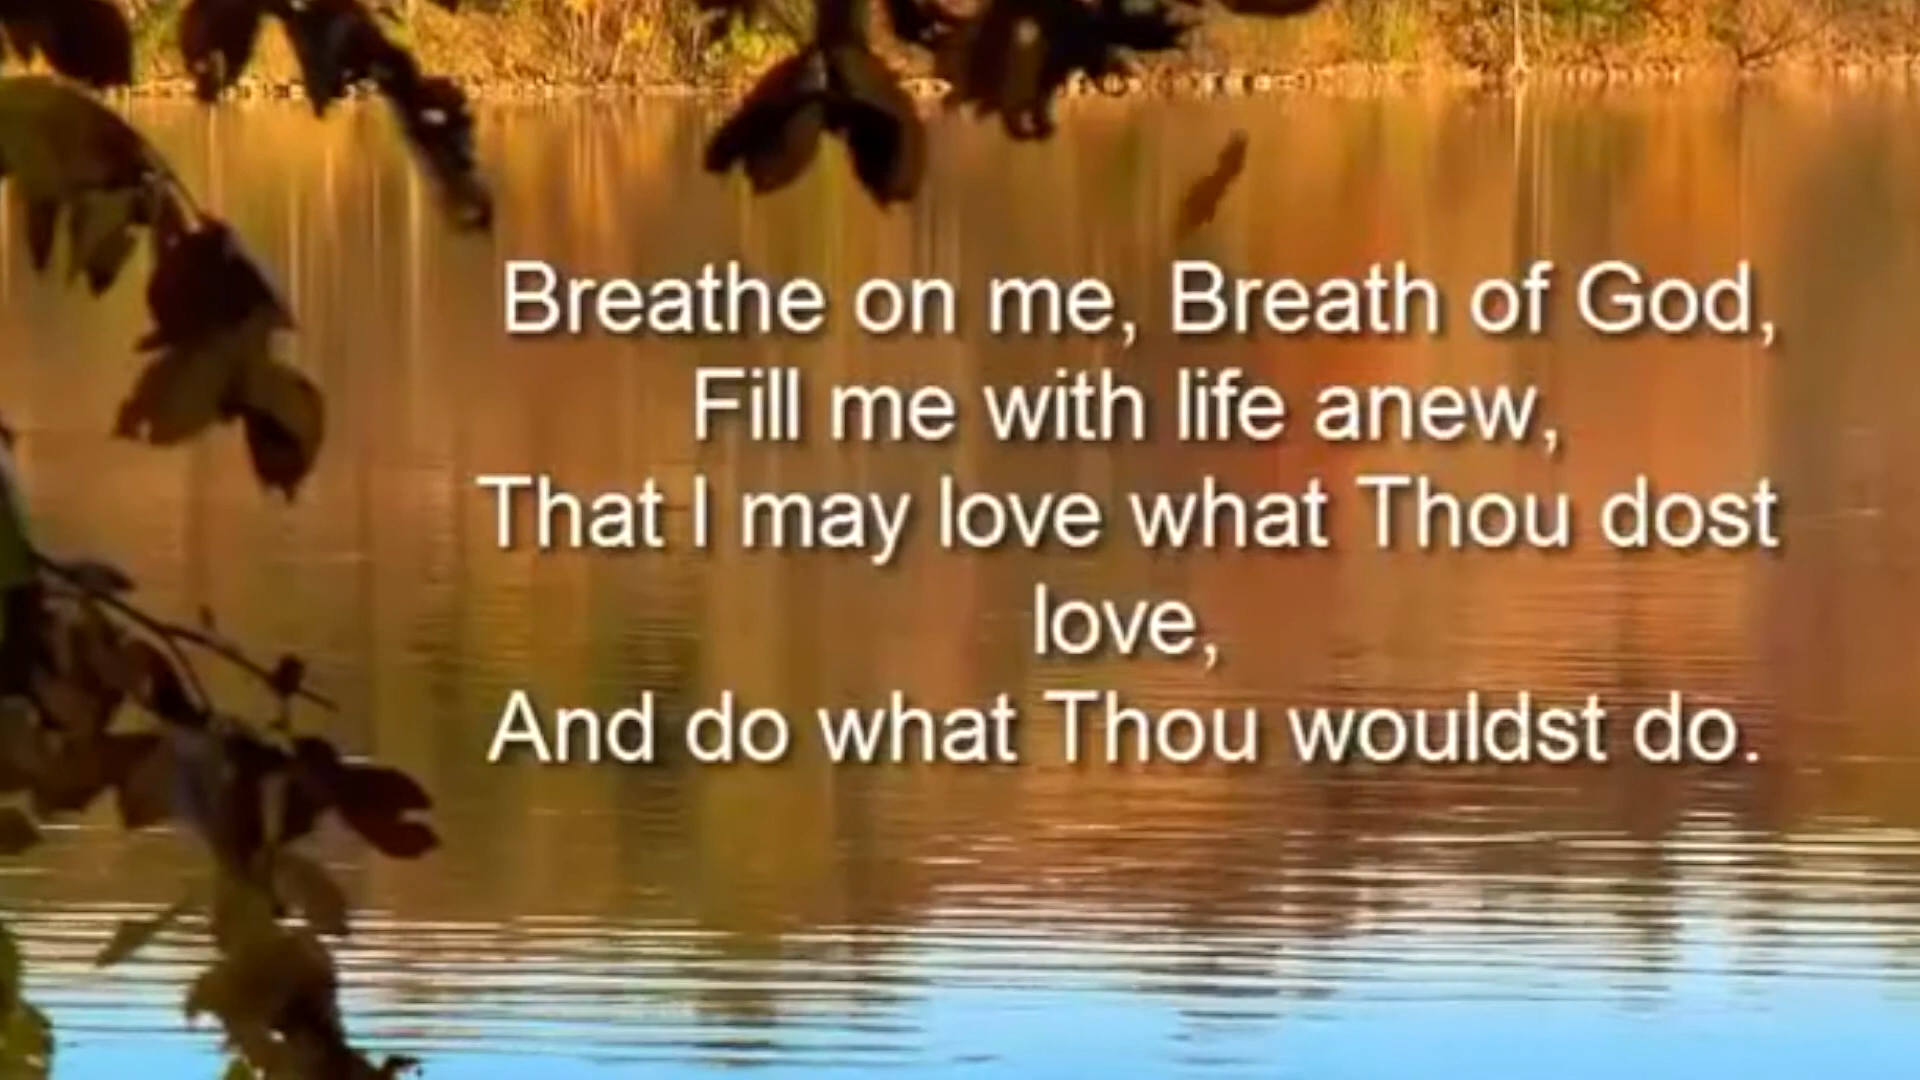 Breathe on me, Breath of God,
Fill me with life anew,
That I may love what Thou dost
love,
And do what Thou wouldst do.